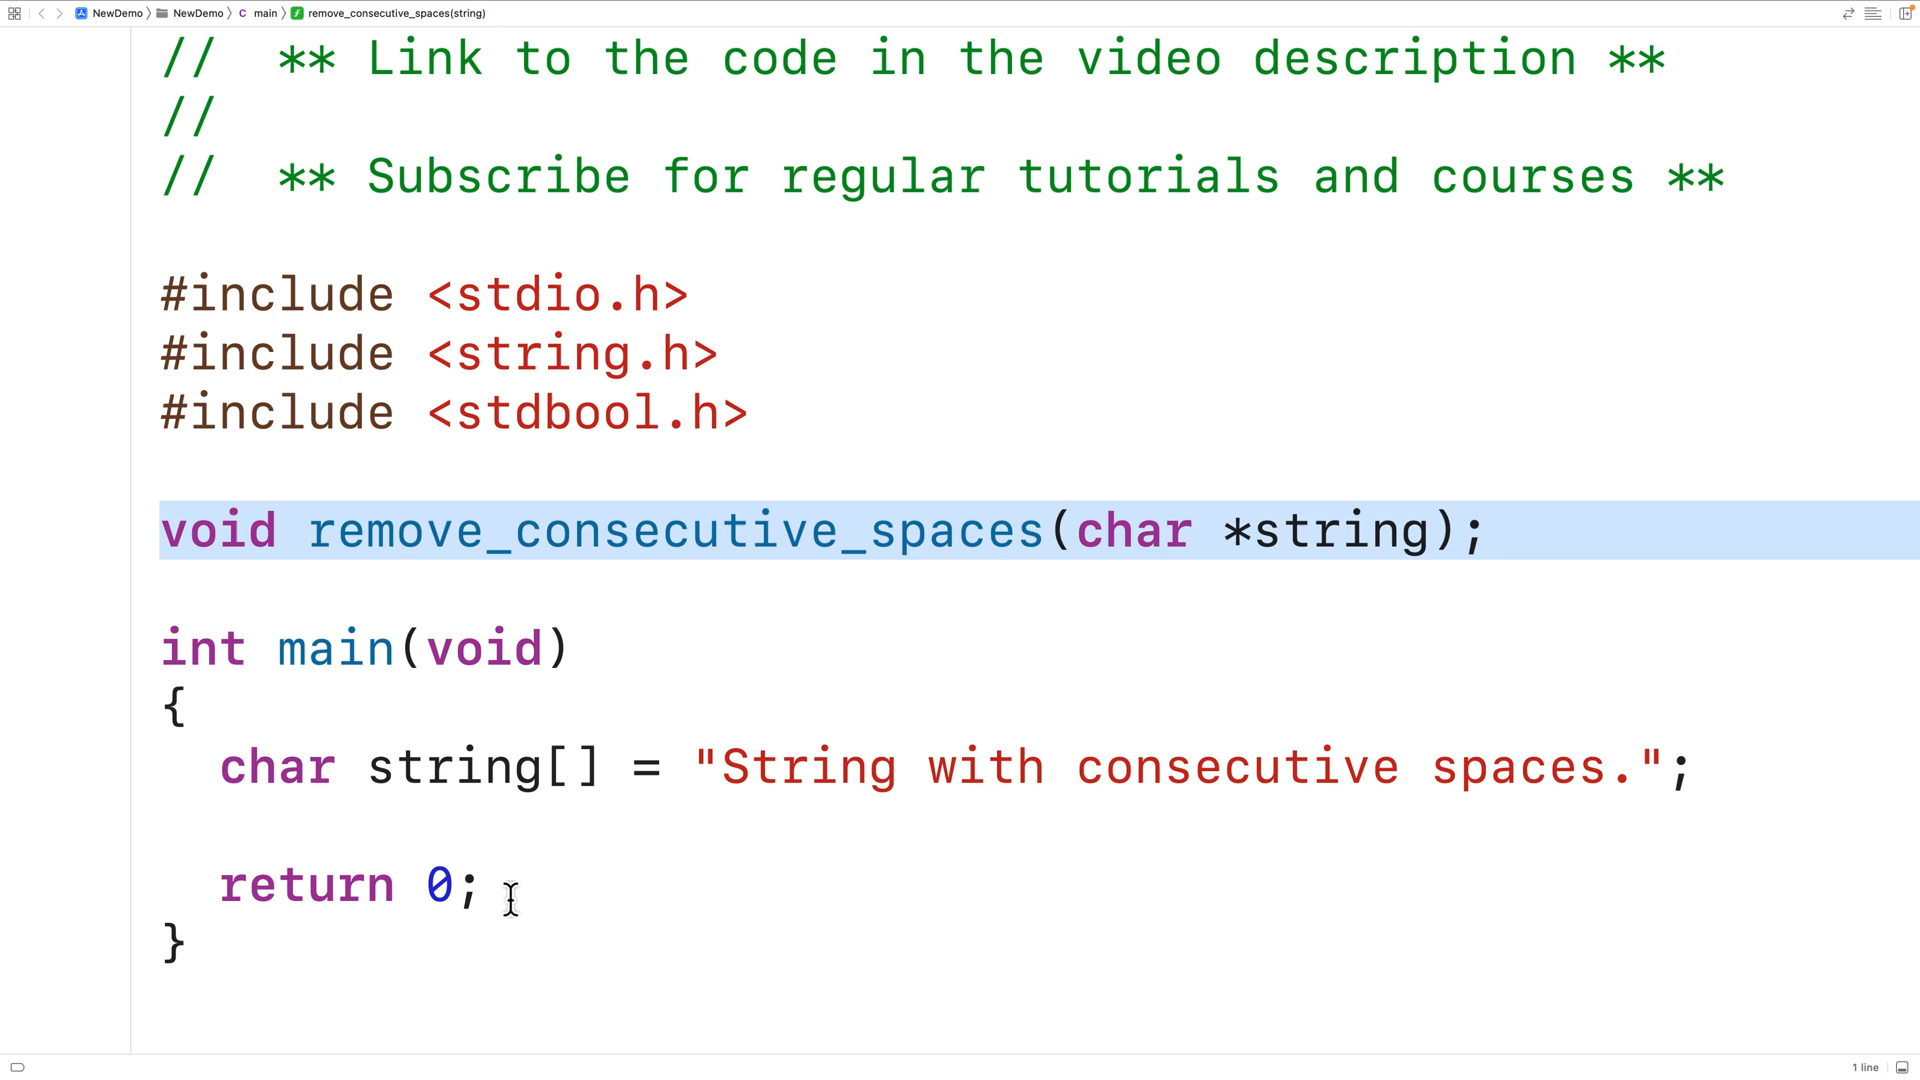 NewDemo NewDemo C main f remove_consecutive_spaces(string)
//  ** Link to the code in the video description **
//
//  ** Subscribe for regular tutorials and courses **
#include <stdio.h>
#include <string.h>
#include <stdbool.h>
void remove_consecutive_spaces(char *string);
int main(void)
{
  char string[] = "String with consecutive spaces.";
  return 0;
}
1 line